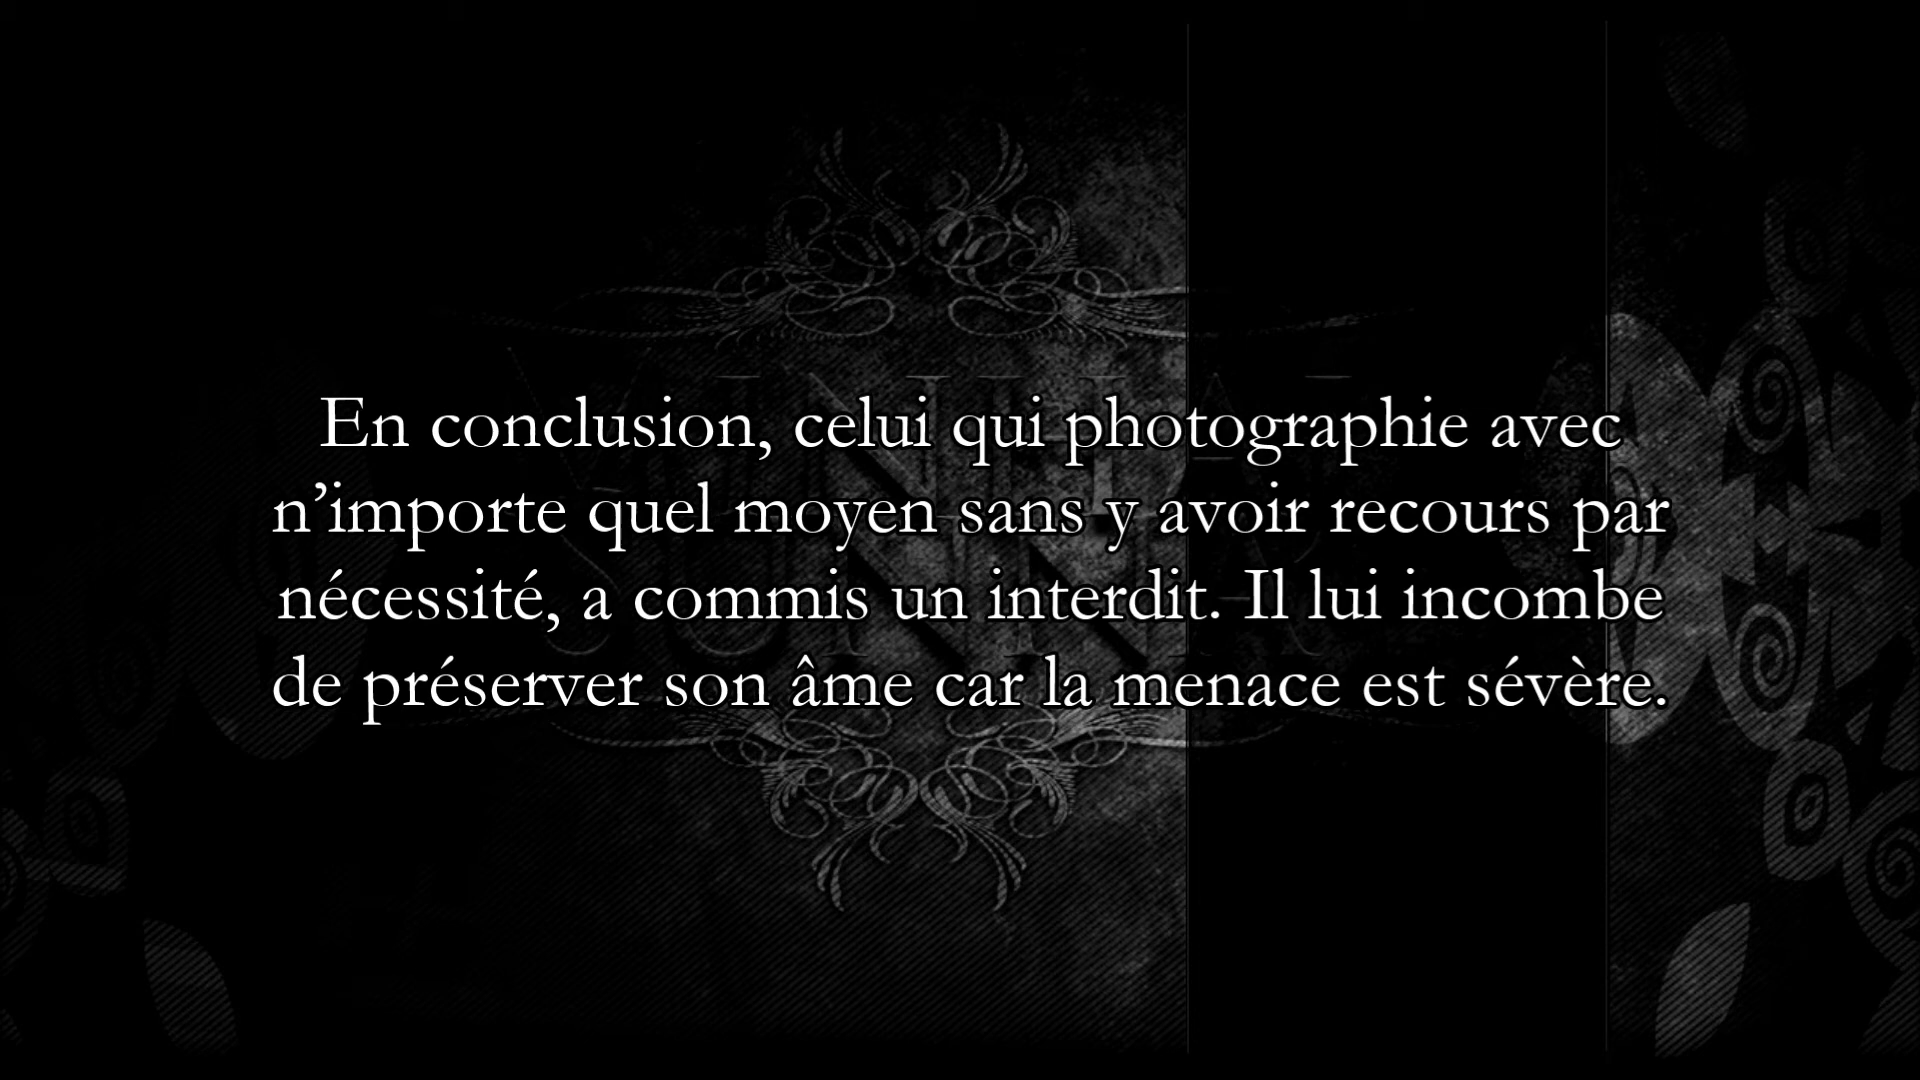 En conclusion, celui qui photographie avec
n’importe quel moyen sans y avoir recours par
nécessité, a commis un interdit. Il lui incombe
de préserver son âme car la menace est sévère.